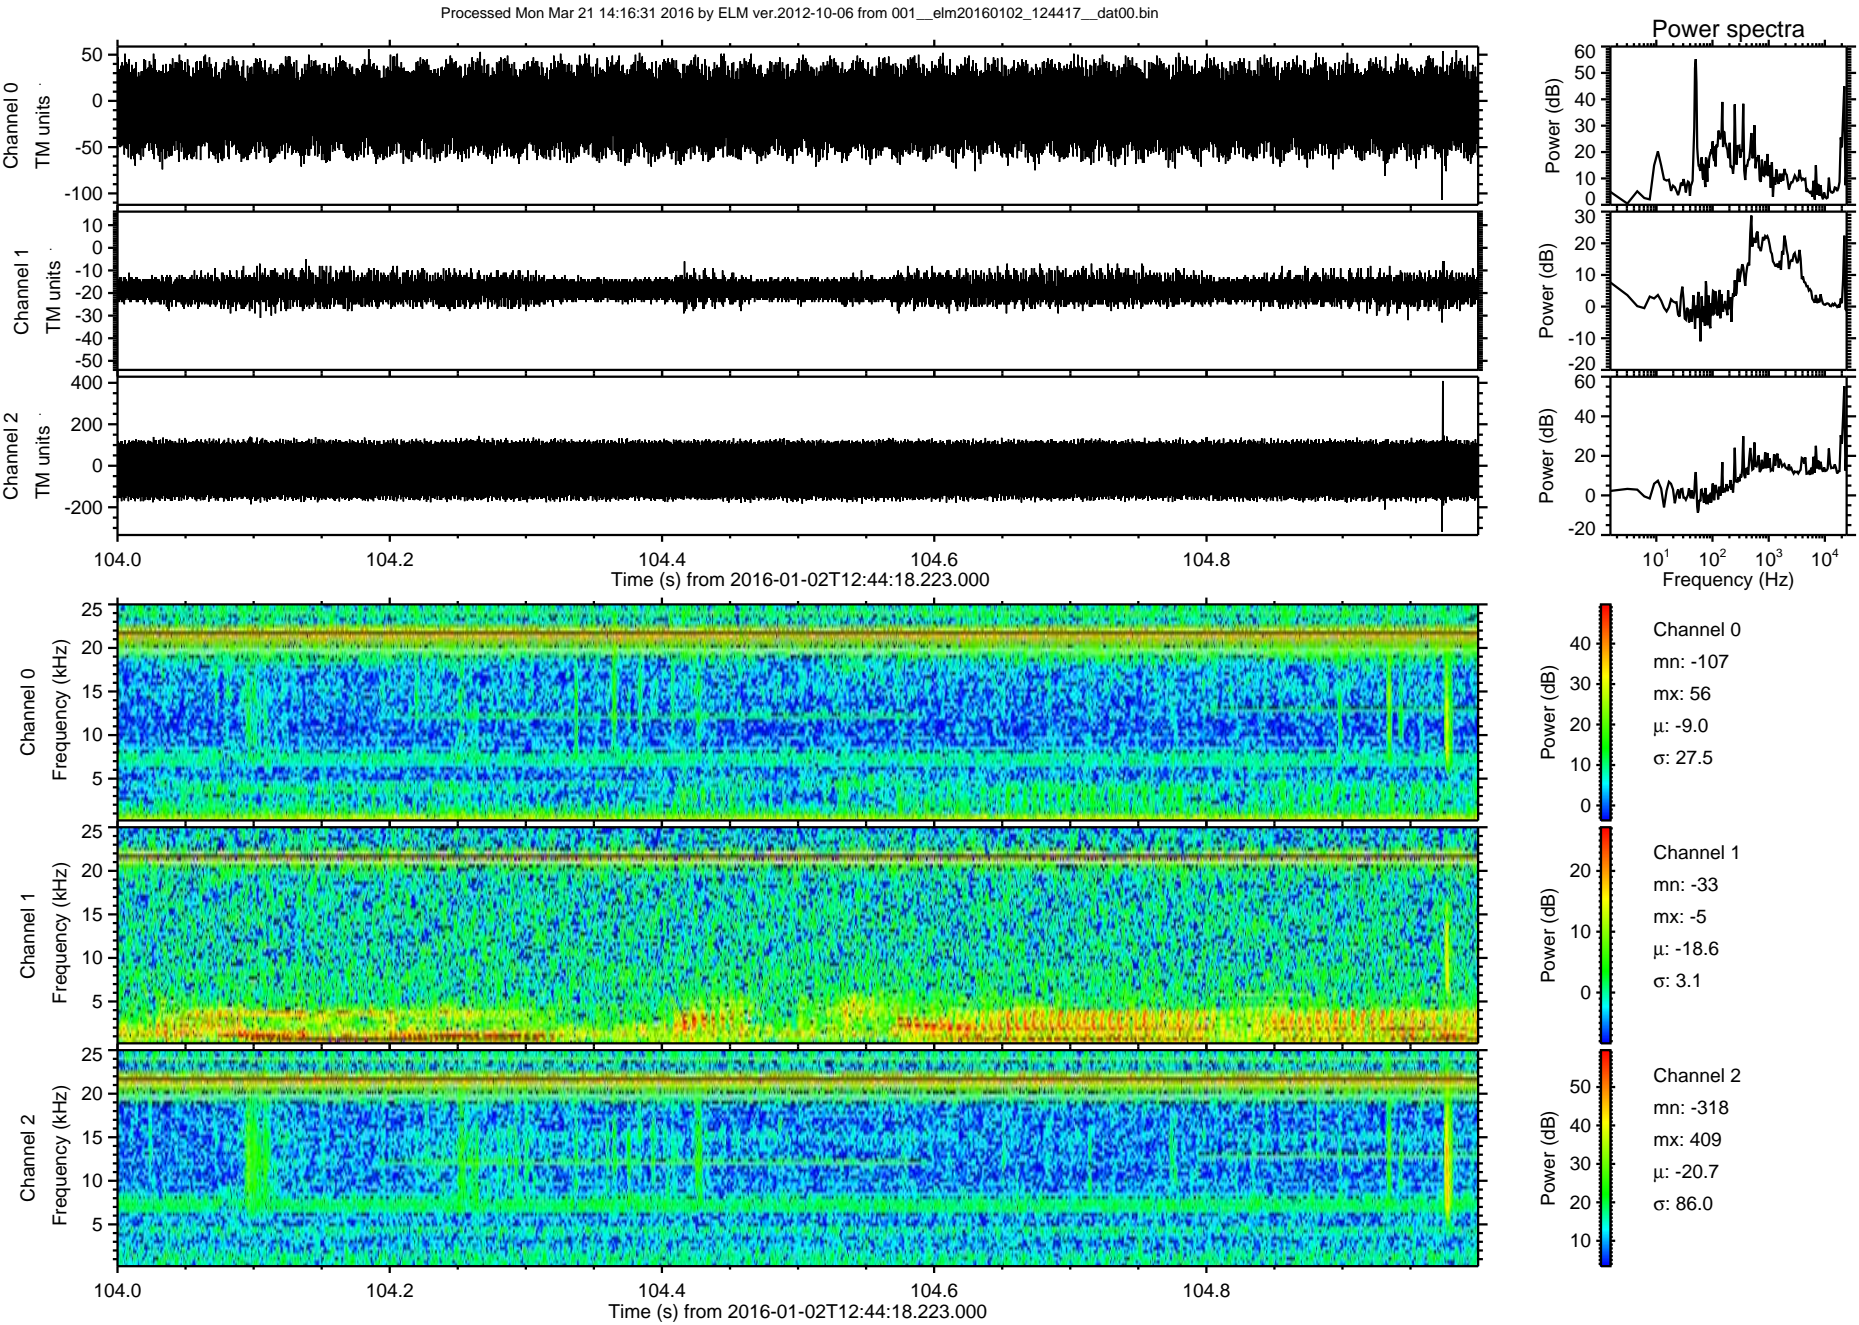 Processed Mon Mar 21 14:16:31 2016 by ELM ver.2012-10-06 from 001__elm20160102_124417__dat00.bin
Power spectra
Channel 0
TM units
50
0
-50
-100
Power (dB)
60
50
40
30
20
10
0
Channel 1
TM units
10
0
-10
-20
-30
-40
-50
Power (dB)
30
20
10
0
-10
-20
Channel 2
TM units
400
200
0
-200
Power (dB)
60
40
20
0
-20
104.0 104.2 104.4 104.6 104.8
Time (s) from 2016-01-02T12:44:18.223.000
10¹ 10² 10³ 10⁴
Frequency (Hz)
Channel 0
Frequency (kHz)
25
20
15
10
5
Power (dB)
40
30
20
10
0
Channel 0
mn: -107
mx: 56
µ: -9.0
σ: 27.5
Channel 1
Frequency (kHz)
25
20
15
10
5
Power (dB)
20
10
0
Channel 1
mn: -33
mx: -5
µ: -18.6
σ: 3.1
Channel 2
Frequency (kHz)
25
20
15
10
5
Power (dB)
50
40
30
20
10
Channel 2
mn: -318
mx: 409
µ: -20.7
σ: 86.0
104.0 104.2 104.4 104.6 104.8
Time (s) from 2016-01-02T12:44:18.223.000